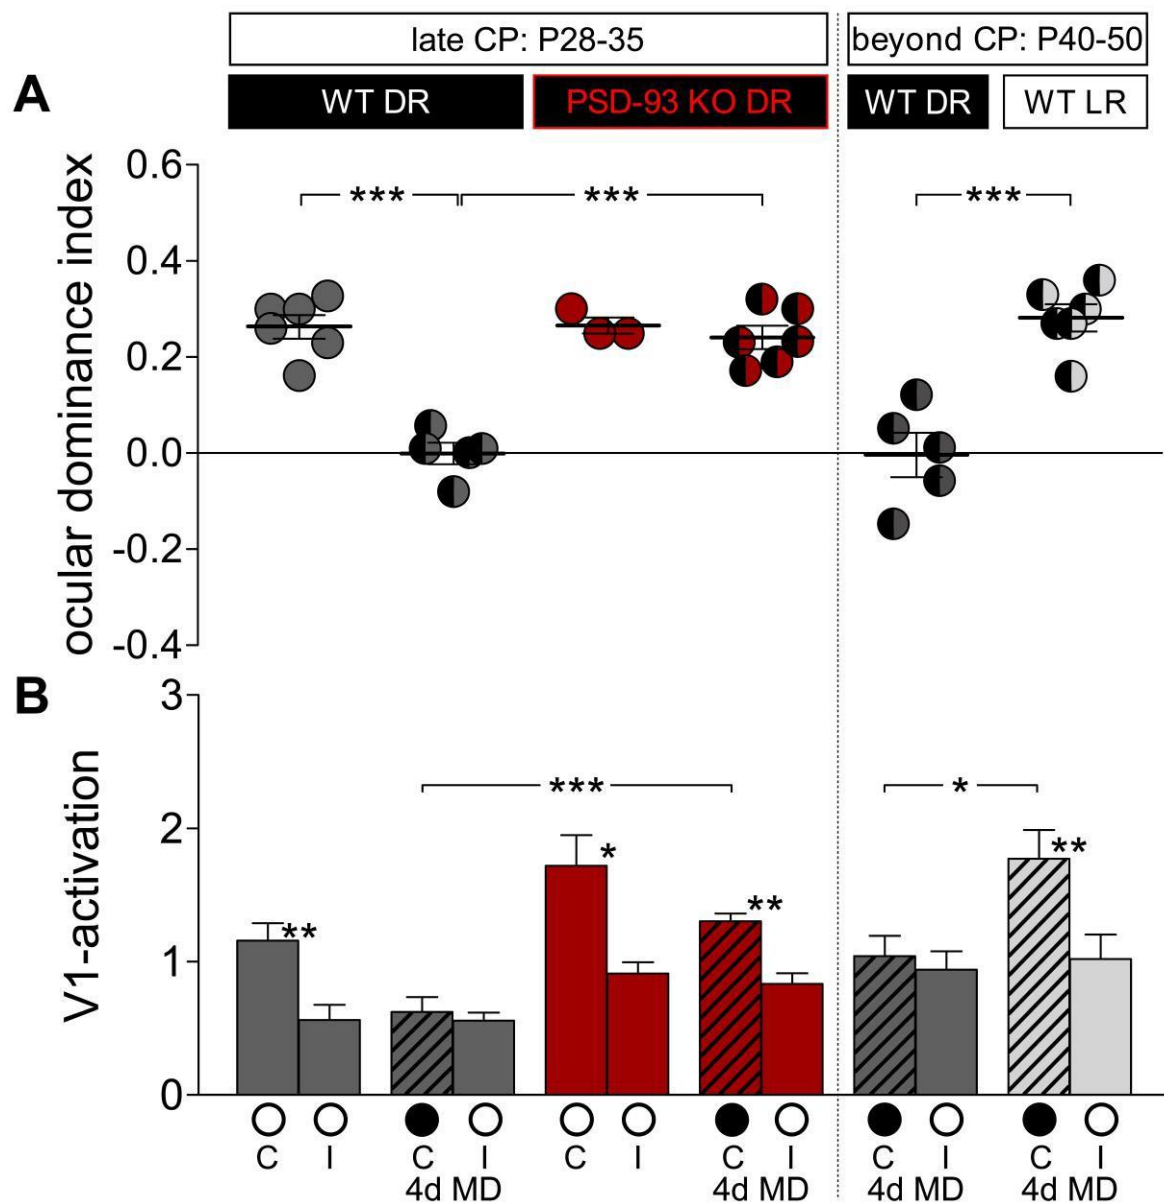 late CP: P28-35 beyond CP: P40-50
A WT DR PSD-93 KO DR WT DR WT LR
ocular dominance index
0.6
*** *** ***
0.4
0.2
0.0
-0.2
-0.4
B
V1-activation
3
*** *
2
* **
** **
1
0
C I C I C I C I C I C I
4d MD 4d MD 4d MD 4d MD